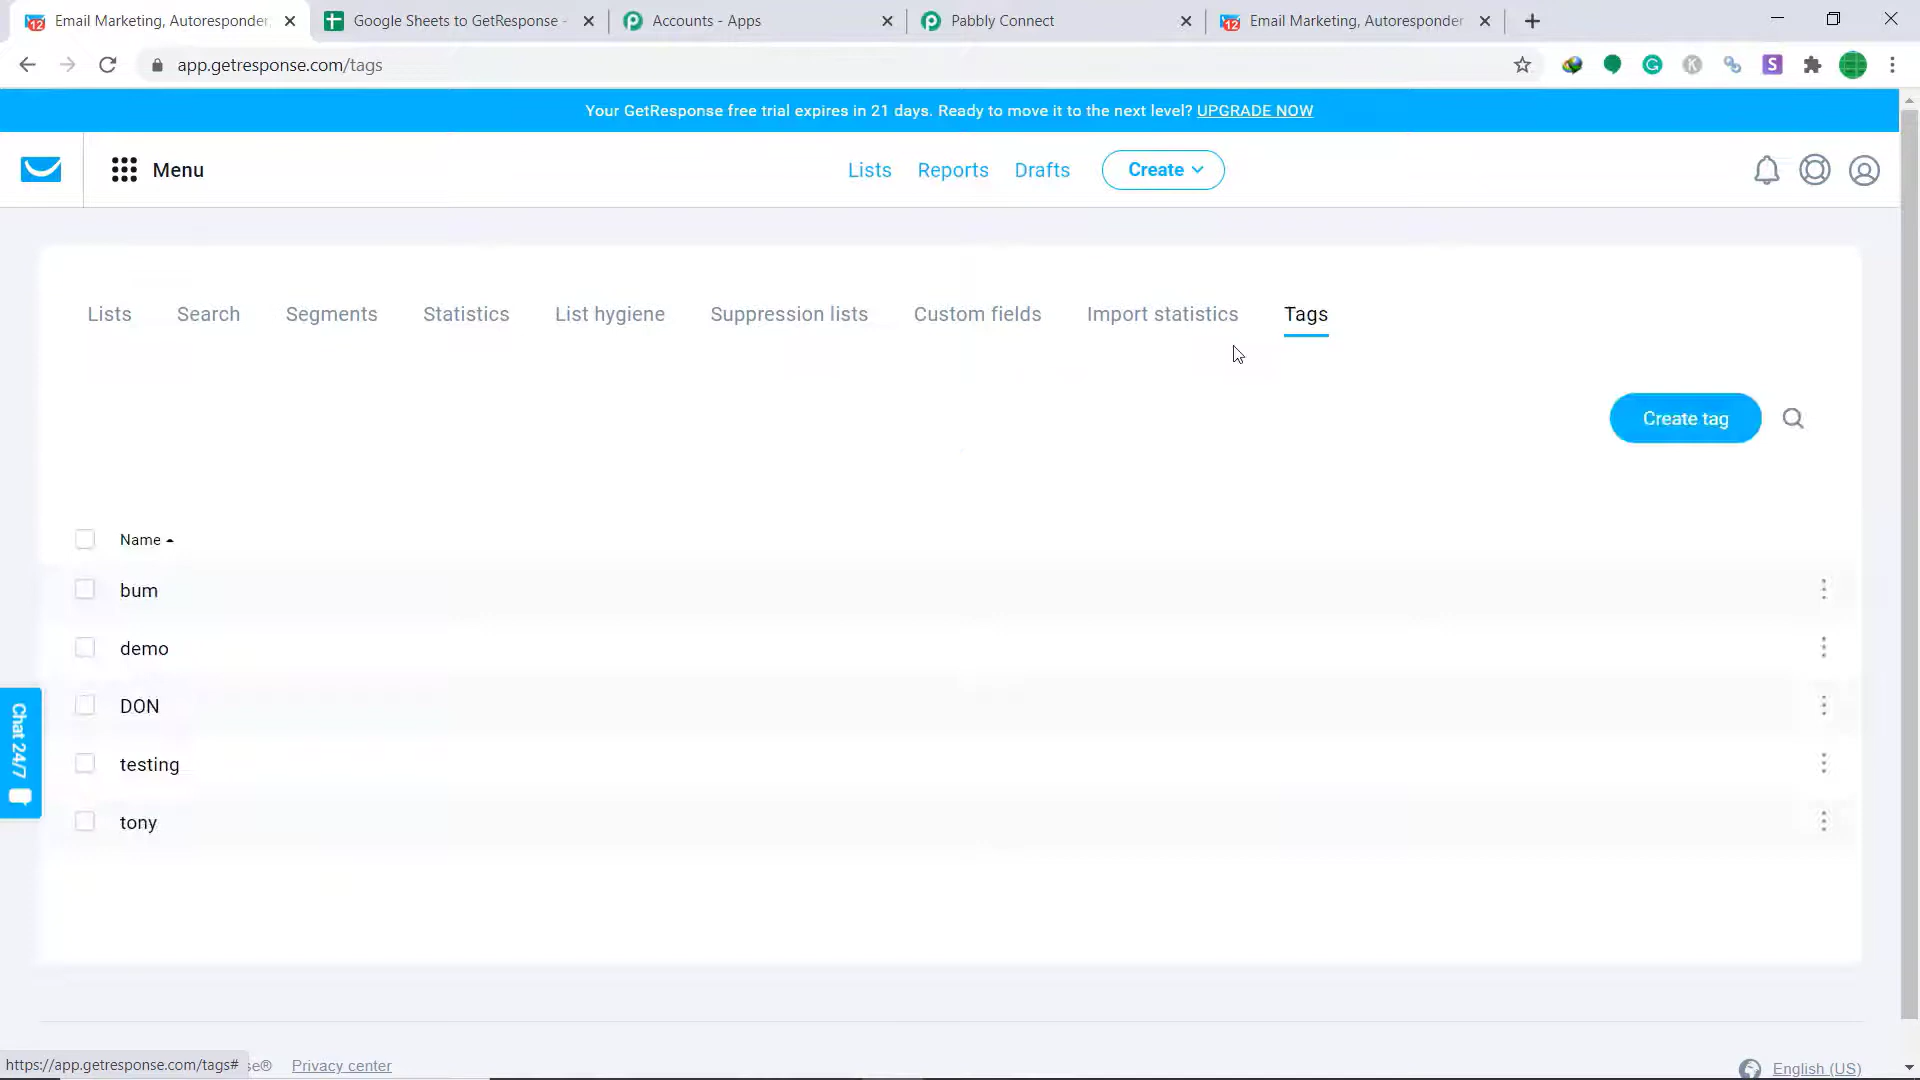 Email Marketing, Autoresponder
Google Sheets to GetResponse -
Accounts - Apps
Pabbly Connect
Email Marketing, Autoresponder
app.getresponse.com/tags
Your GetResponse free trial expires in 21 days. Ready to move it to the next level? UPGRADE NOW
Menu
Lists
Reports
Drafts
Create
Lists
Search
Segments
Statistics
List hygiene
Suppression lists
Custom fields
Import statistics
Tags
Create tag
Name
bum
demo
DON
testing
tony
Chat 24/7
https://app.getresponse.com/tags#
se®
Privacy center
English (US)